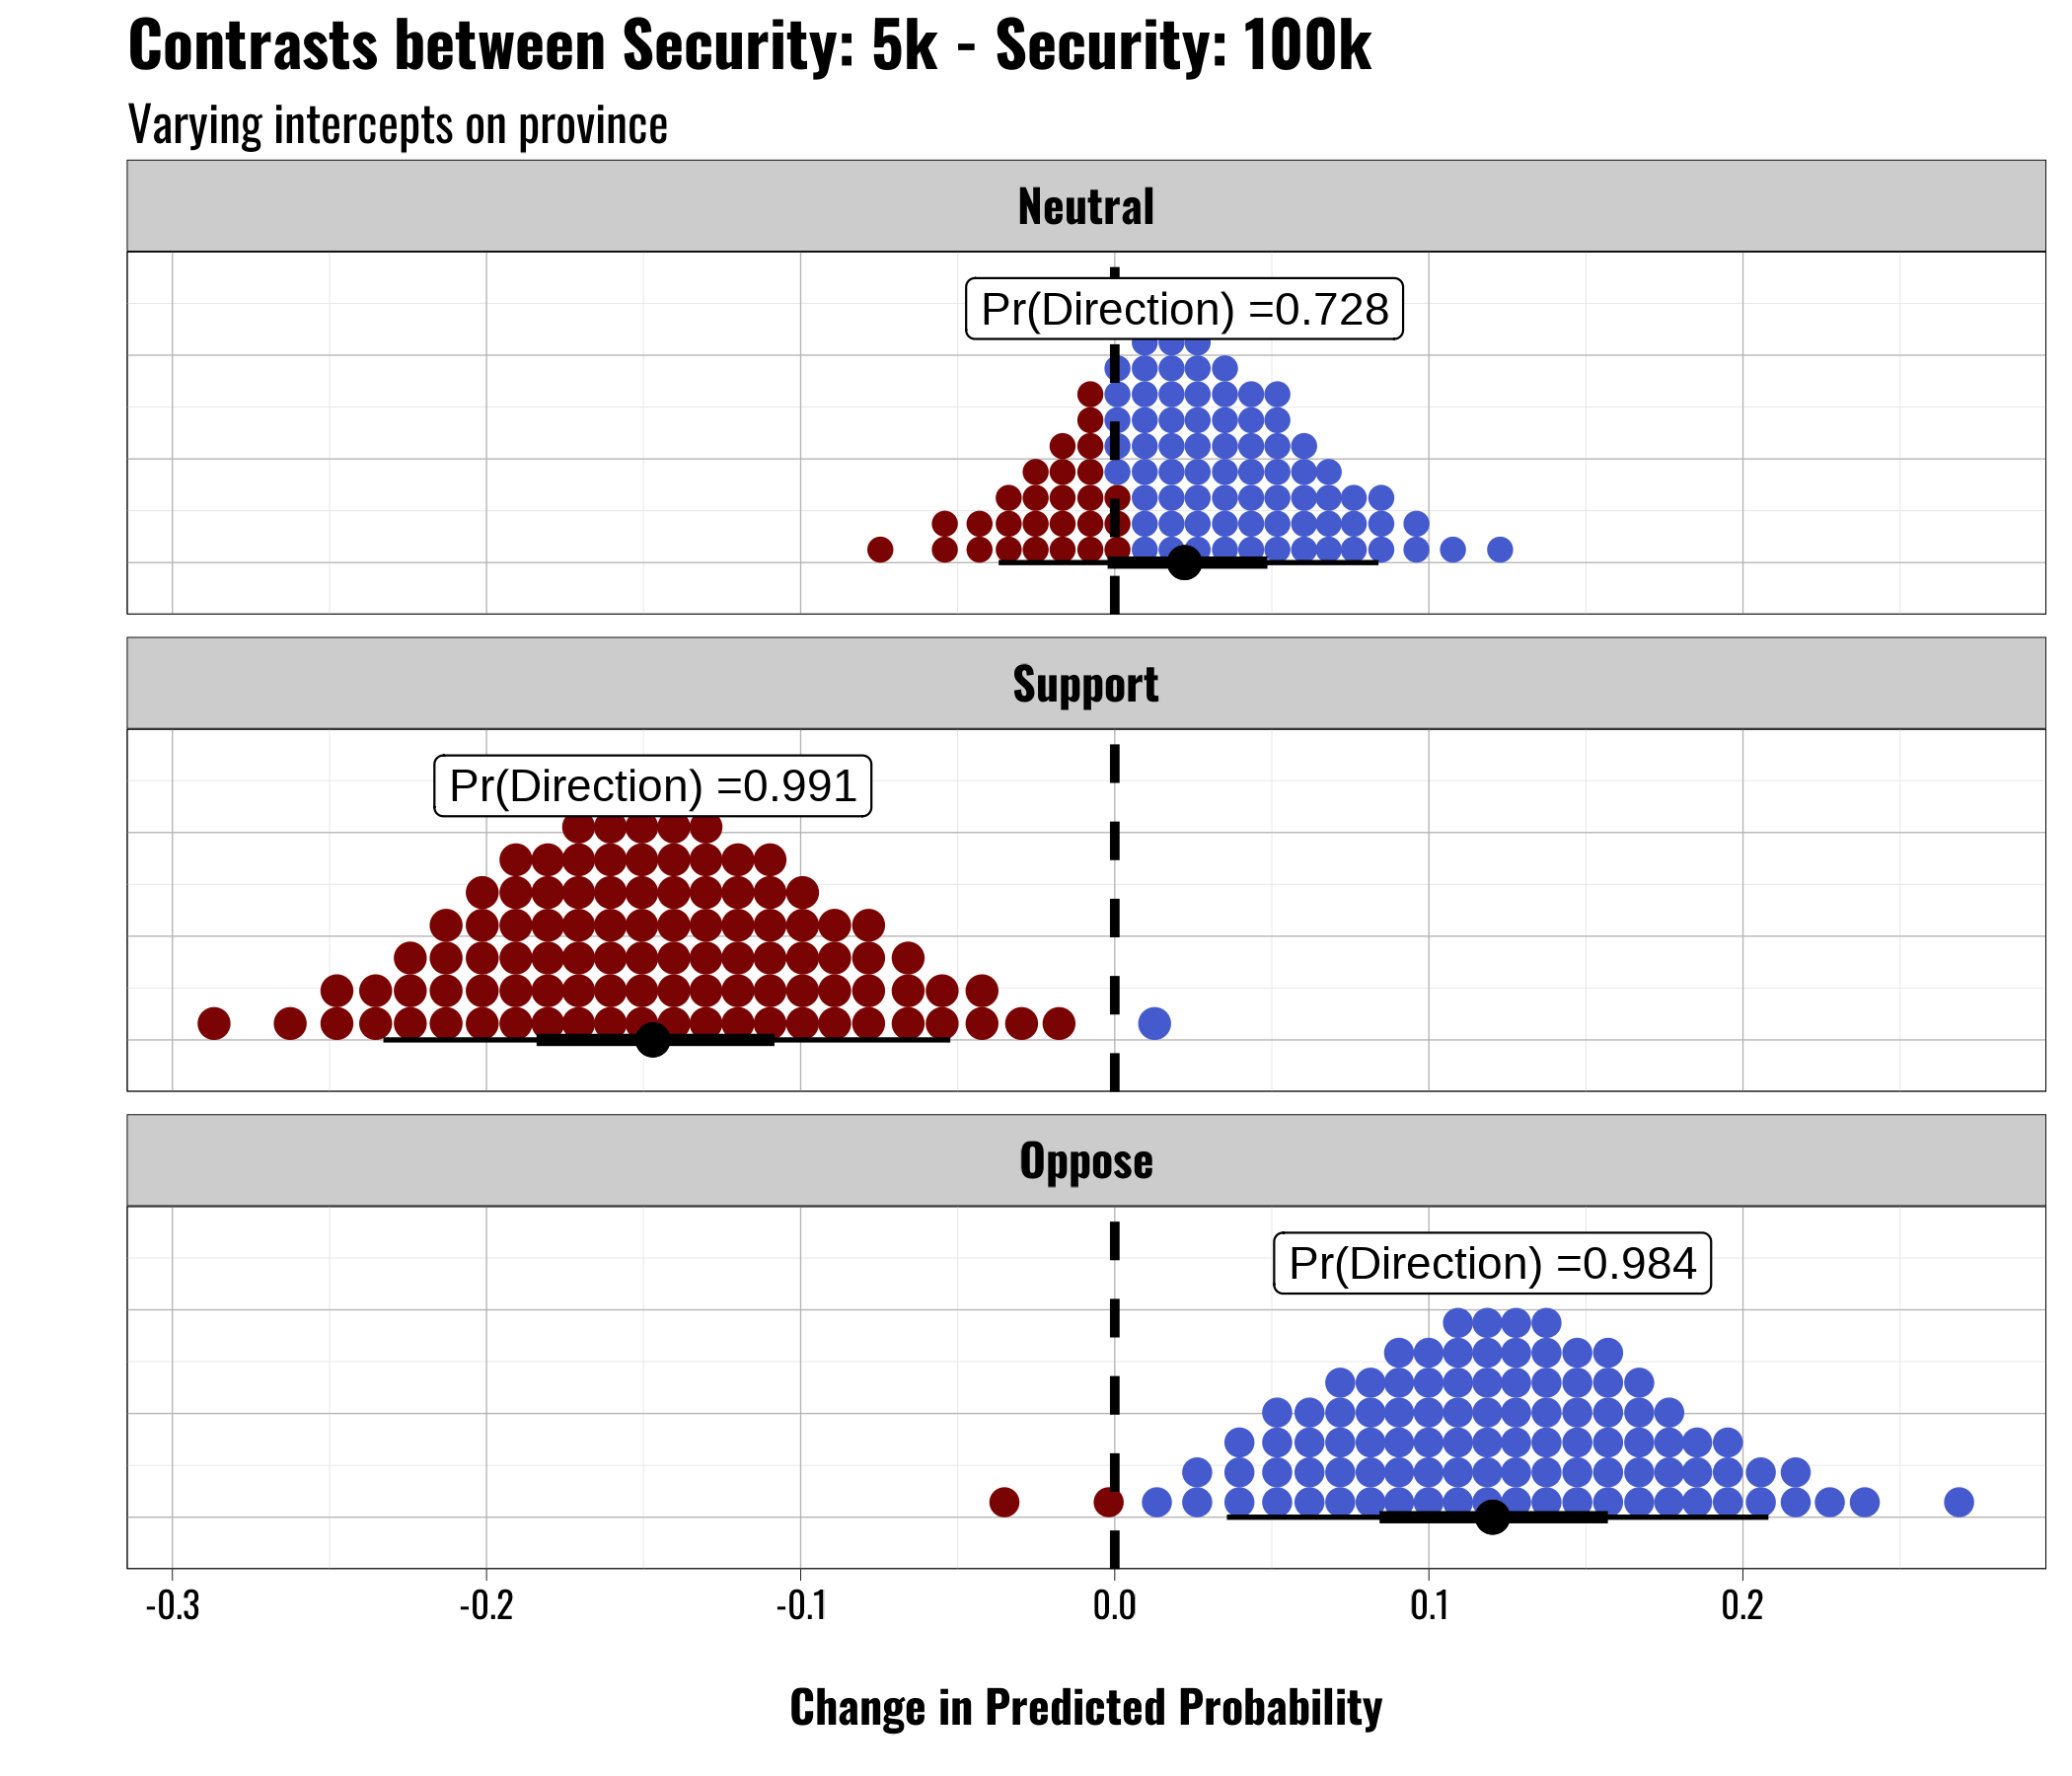 Contrasts between Security: 5k - Security: 100k
Varying intercepts on province
Neutral
Pr(Direction) =0.728
Support
Pr(Direction) =0.991
Oppose
Pr(Direction) =0.984
-0.3 -0.2 -0.1 0.0 0.1 0.2
Change in Predicted Probability